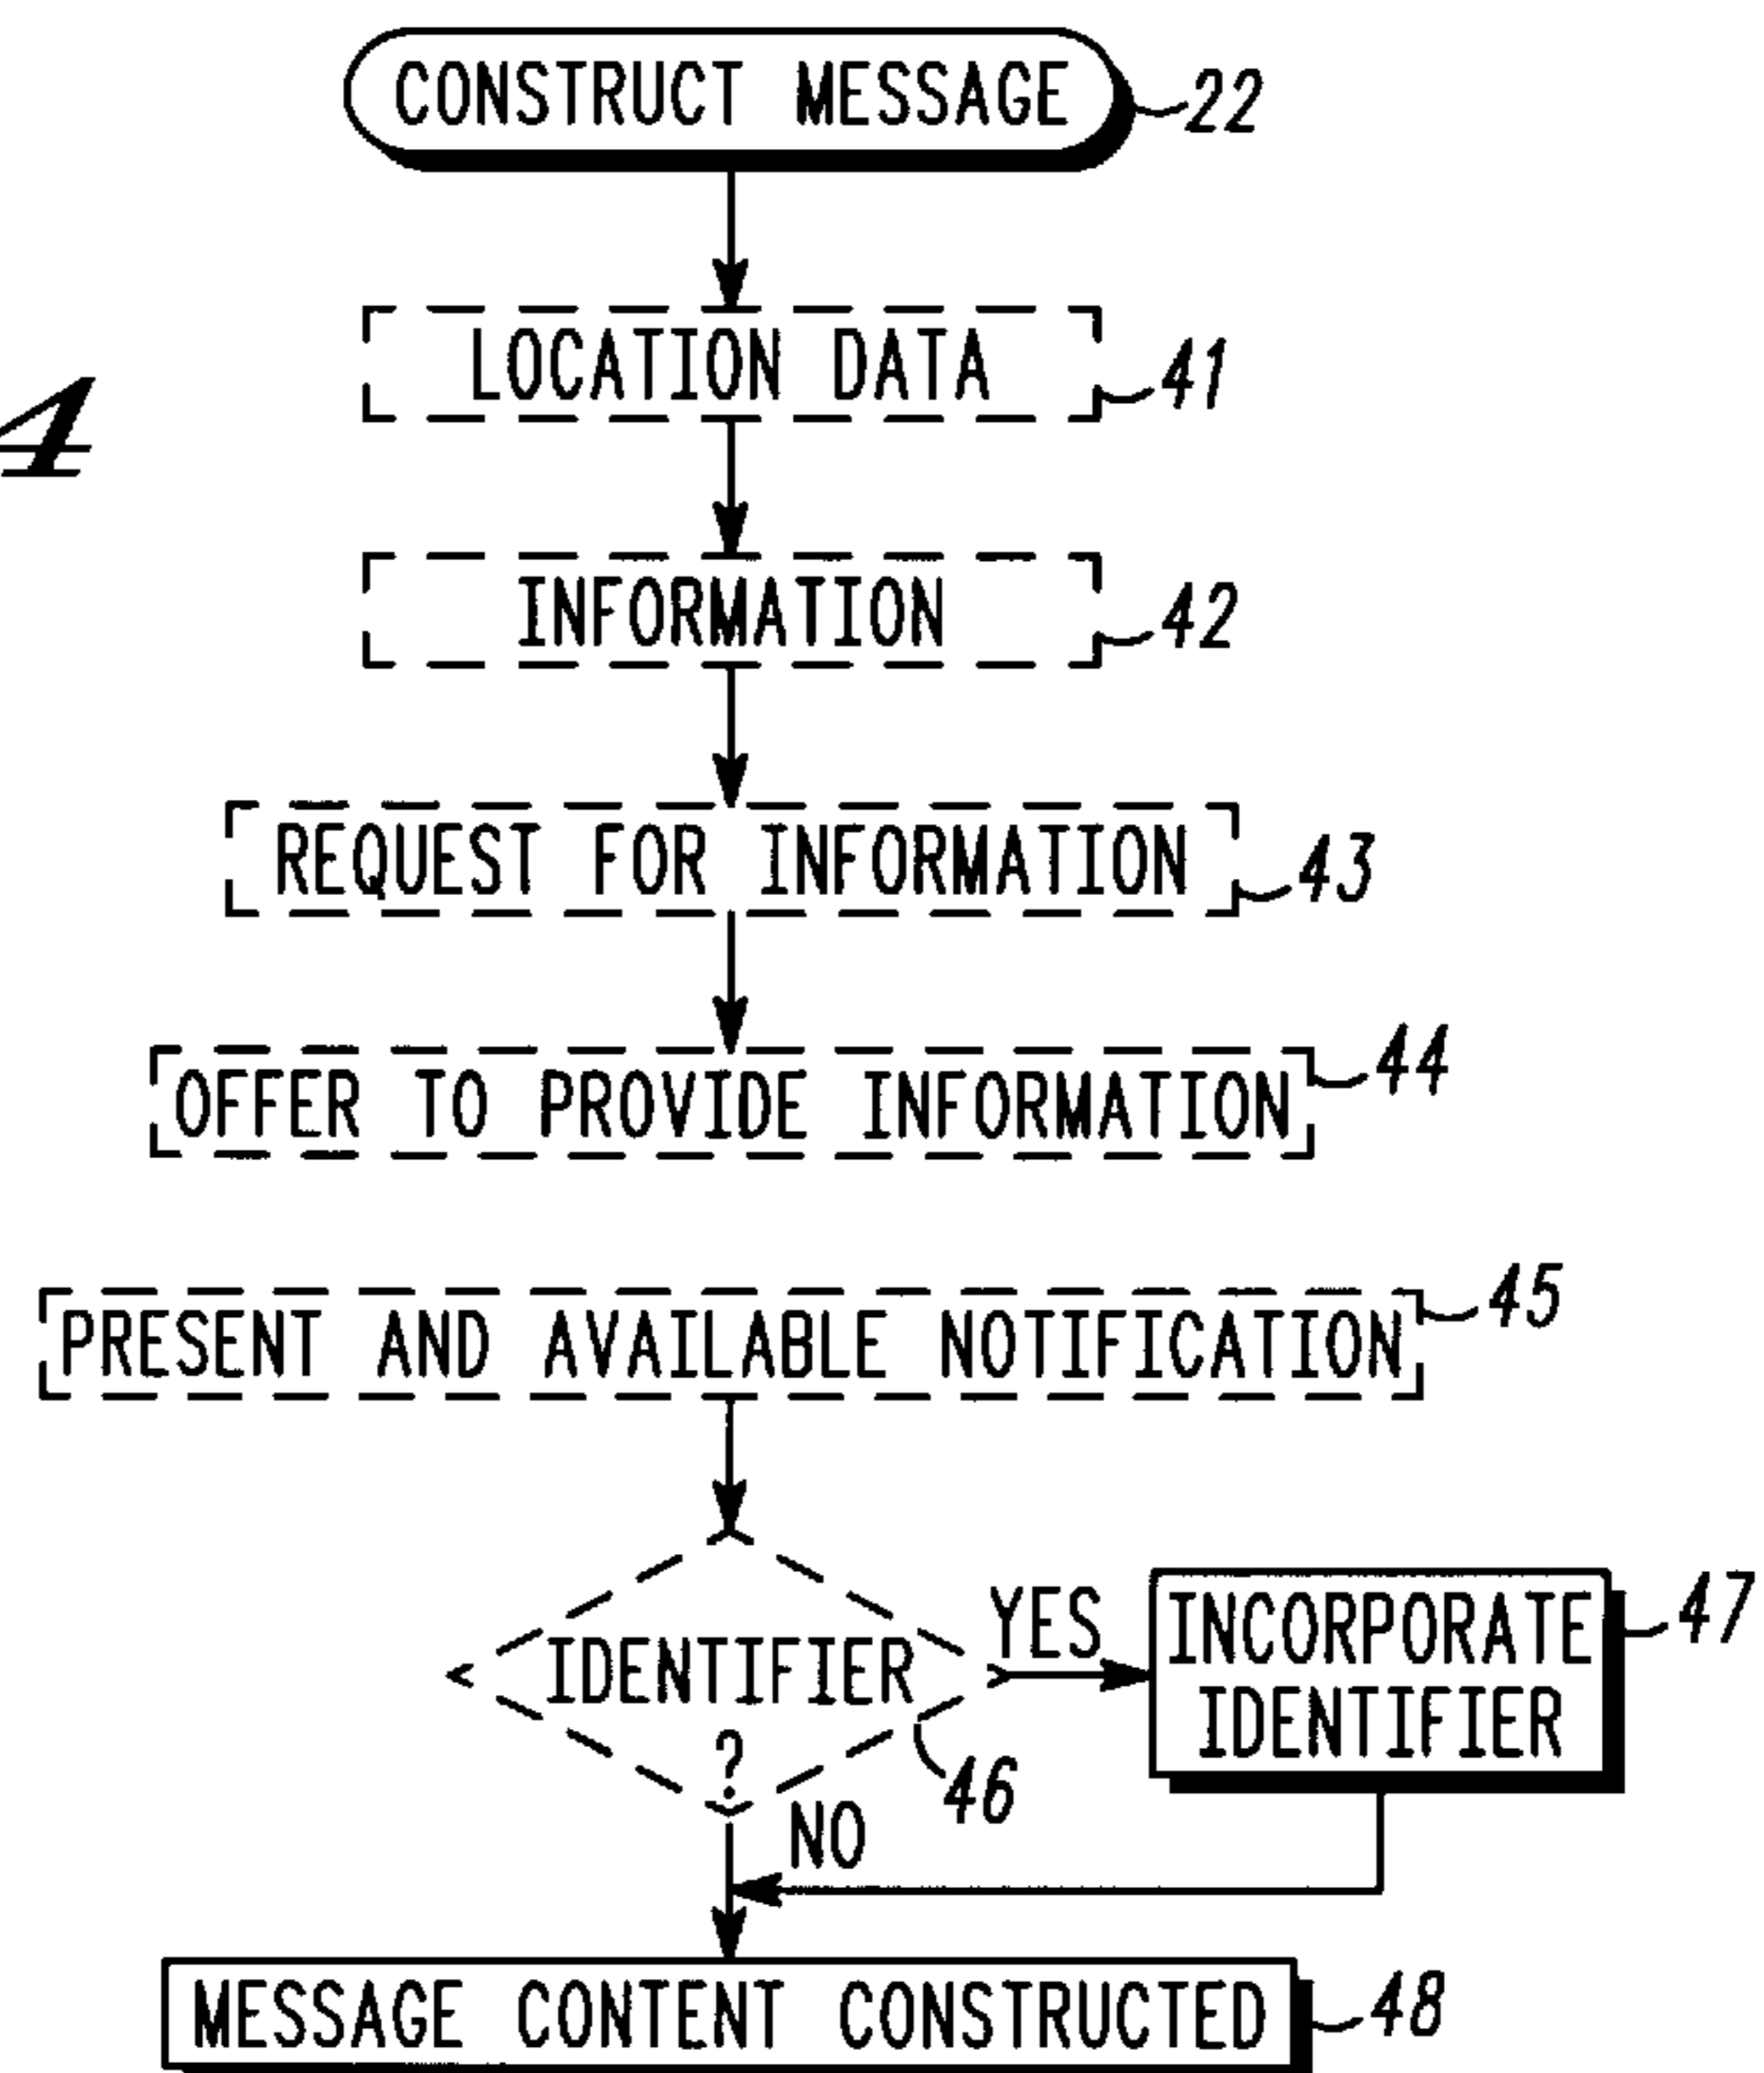 CONSTRUCT MESSAGE 22
LOCATION DATA 41
4
INFORMATION 42
REQUEST FOR INFORMATION 43
OFFER TO PROVIDE INFORMATION 44
PRESENT AND AVAILABLE NOTIFICATION 45
IDENTIFIER
?
46
YES
NO
INCORPORATE
IDENTIFIER
47
MESSAGE CONTENT CONSTRUCTED 48